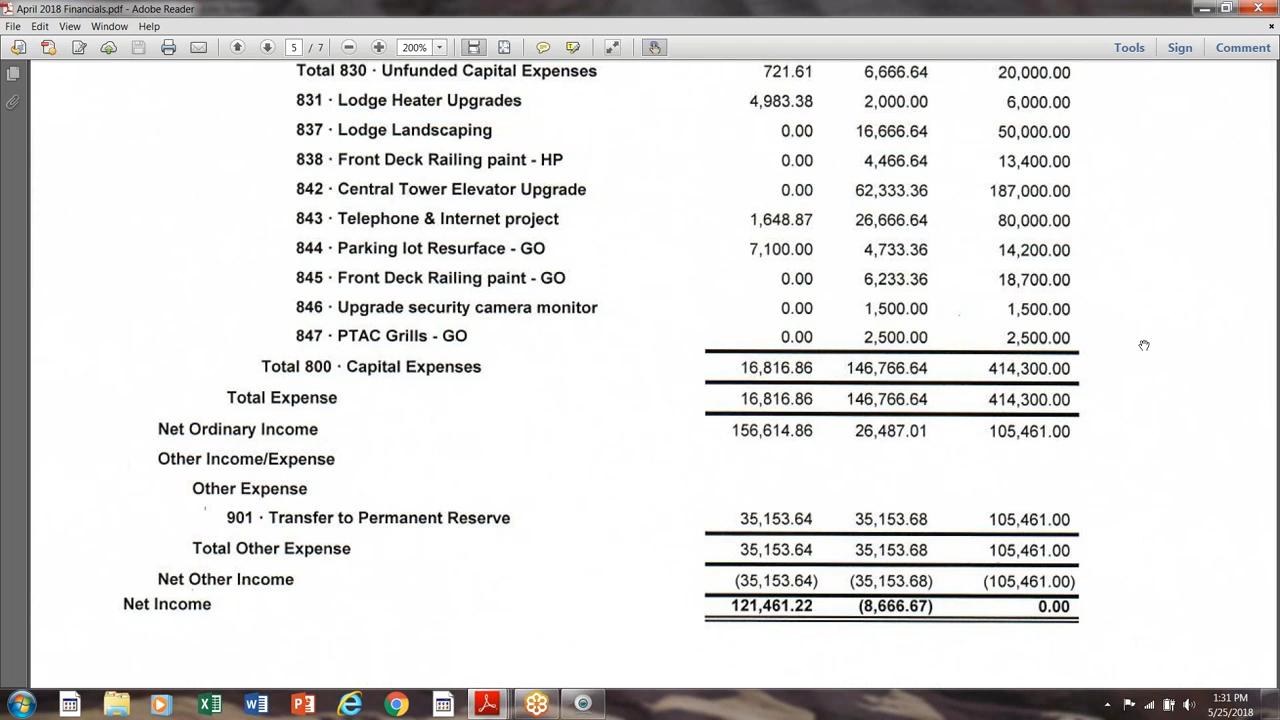 April 2018 Financials.pdf - Adobe Reader
File Edit View Window Help
5 / 7 200% Tools Sign Comment
Total 830 · Unfunded Capital Expenses 721.61 6,666.64 20,000.00
831 · Lodge Heater Upgrades 4,983.38 2,000.00 6,000.00
837 · Lodge Landscaping 0.00 16,666.64 50,000.00
838 · Front Deck Railing paint - HP 0.00 4,466.64 13,400.00
842 · Central Tower Elevator Upgrade 0.00 62,333.36 187,000.00
843 · Telephone & Internet project 1,648.87 26,666.64 80,000.00
844 · Parking lot Resurface - GO 7,100.00 4,733.36 14,200.00
845 · Front Deck Railing paint - GO 0.00 6,233.36 18,700.00
846 · Upgrade security camera monitor 0.00 1,500.00 1,500.00
847 · PTAC Grills - GO 0.00 2,500.00 2,500.00
Total 800 · Capital Expenses 16,816.86 146,766.64 414,300.00
Total Expense 16,816.86 146,766.64 414,300.00
Net Ordinary Income 156,614.86 26,487.01 105,461.00
Other Income/Expense
Other Expense
901 · Transfer to Permanent Reserve 35,153.64 35,153.68 105,461.00
Total Other Expense 35,153.64 35,153.68 105,461.00
Net Other Income (35,153.64) (35,153.68) (105,461.00)
Net Income 121,461.22 (8,666.67) 0.00
1:31 PM
5/25/2018